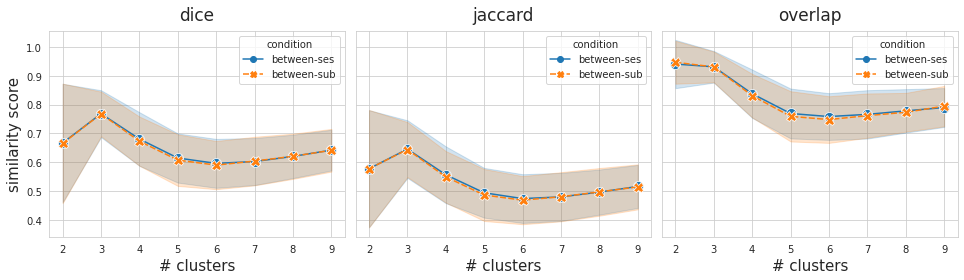 dice
jaccard
overlap
similarity score
1.0
0.9
0.8
0.7
0.6
0.5
0.4
condition
between-ses
between-sub
condition
between-ses
between-sub
condition
between-ses
between-sub
2 3 4 5 6 7 8 9
2 3 4 5 6 7 8 9
2 3 4 5 6 7 8 9
# clusters
# clusters
# clusters